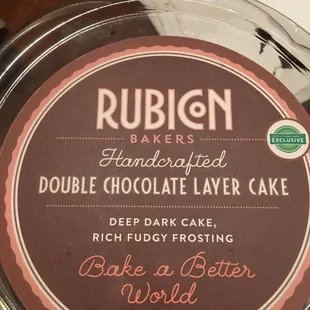 RUBICON
BAKERS
Handcrafted
EXCLUSIVE
DOUBLE CHOCOLATE LAYER CAKE
DEEP DARK CAKE,
RICH FUDGY FROSTING
Bake a Better
World